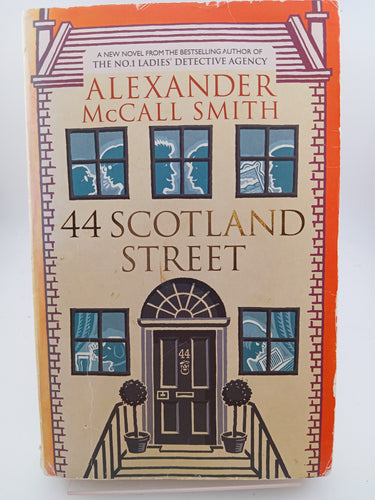 A NEW NOVEL FROM THE BESTSELLING AUTHOR OF
THE NO.1 LADIES' DETECTIVE AGENCY
ALEXANDER
McCALL SMITH
44 SCOTLAND
STREET
44